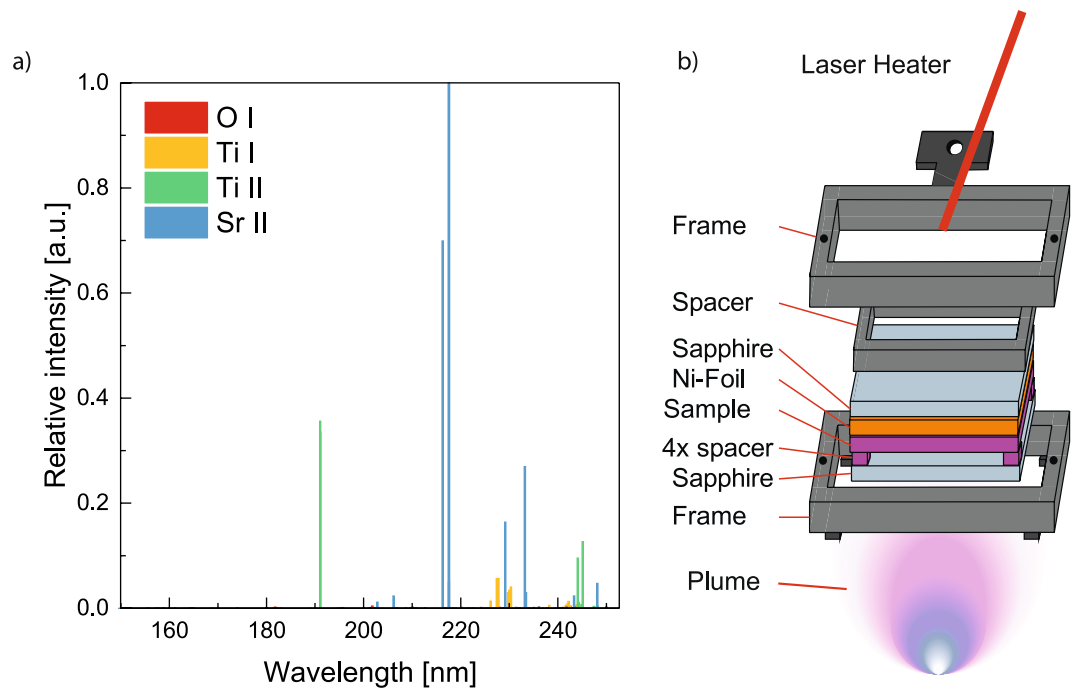 a)
Relative intensity [a.u.]
1.0
0.8
0.6
0.4
0.2
0.0
O I
Ti I
Ti II
Sr II
160 180 200 220 240
Wavelength [nm]
b)
Laser Heater
Frame
Spacer
Sapphire
Ni-Foil
Sample
4x spacer
Sapphire
Frame
Plume